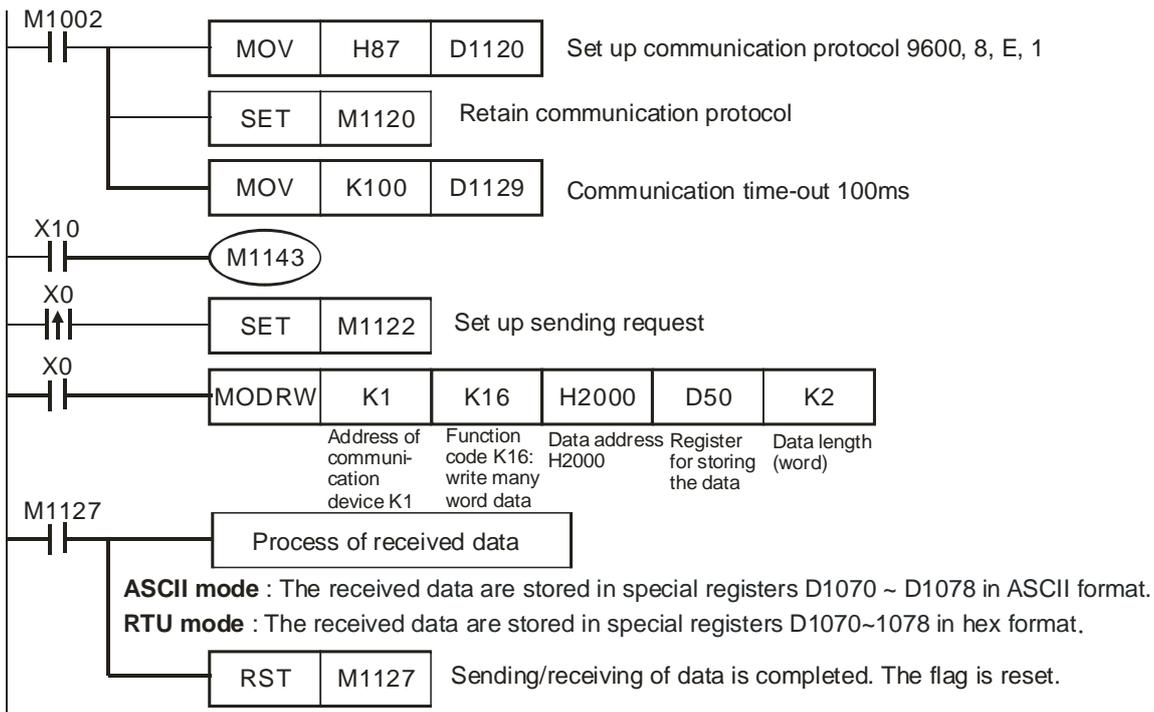 M1002
MOV H87 D1120 Set up communication protocol 9600, 8, E, 1
SET M1120 Retain communication protocol
MOV K100 D1129 Communication time-out 100ms
X10
M1143
X0
SET M1122 Set up sending request
X0
MODRW K1 K16 H2000 D50 K2
Address of communi-cation device K1
Function code K16: write many word data
Data address H2000
Register for storing the data
Data length (word)
M1127
Process of received data
ASCII mode : The received data are stored in special registers D1070 ~ D1078 in ASCII format.
RTU mode : The received data are stored in special registers D1070~1078 in hex format.
RST M1127 Sending/receiving of data is completed. The flag is reset.